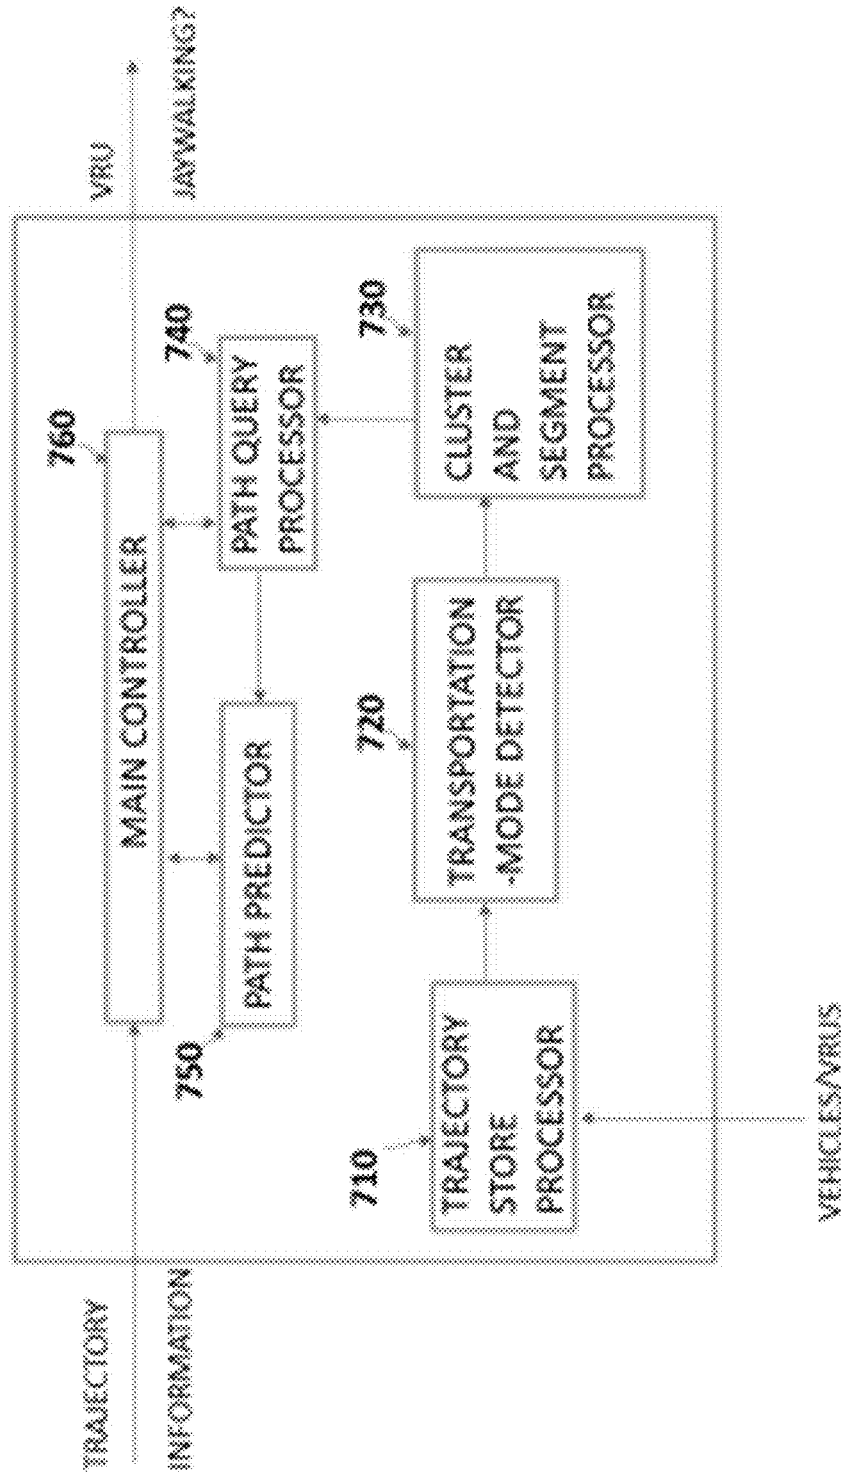 TRAJECTORY
INFORMATION
760
MAIN CONTROLLER
VRU
JAYWALKING?
750
PATH PREDICTOR
740
PATH QUERY
PROCESSOR
710
TRAJECTORY
STORE
PROCESSOR
720
TRANSPORTATION
-MODE DETECTOR
730
CLUSTER
AND
SEGMENT
PROCESSOR
VEHICLES/VRUS